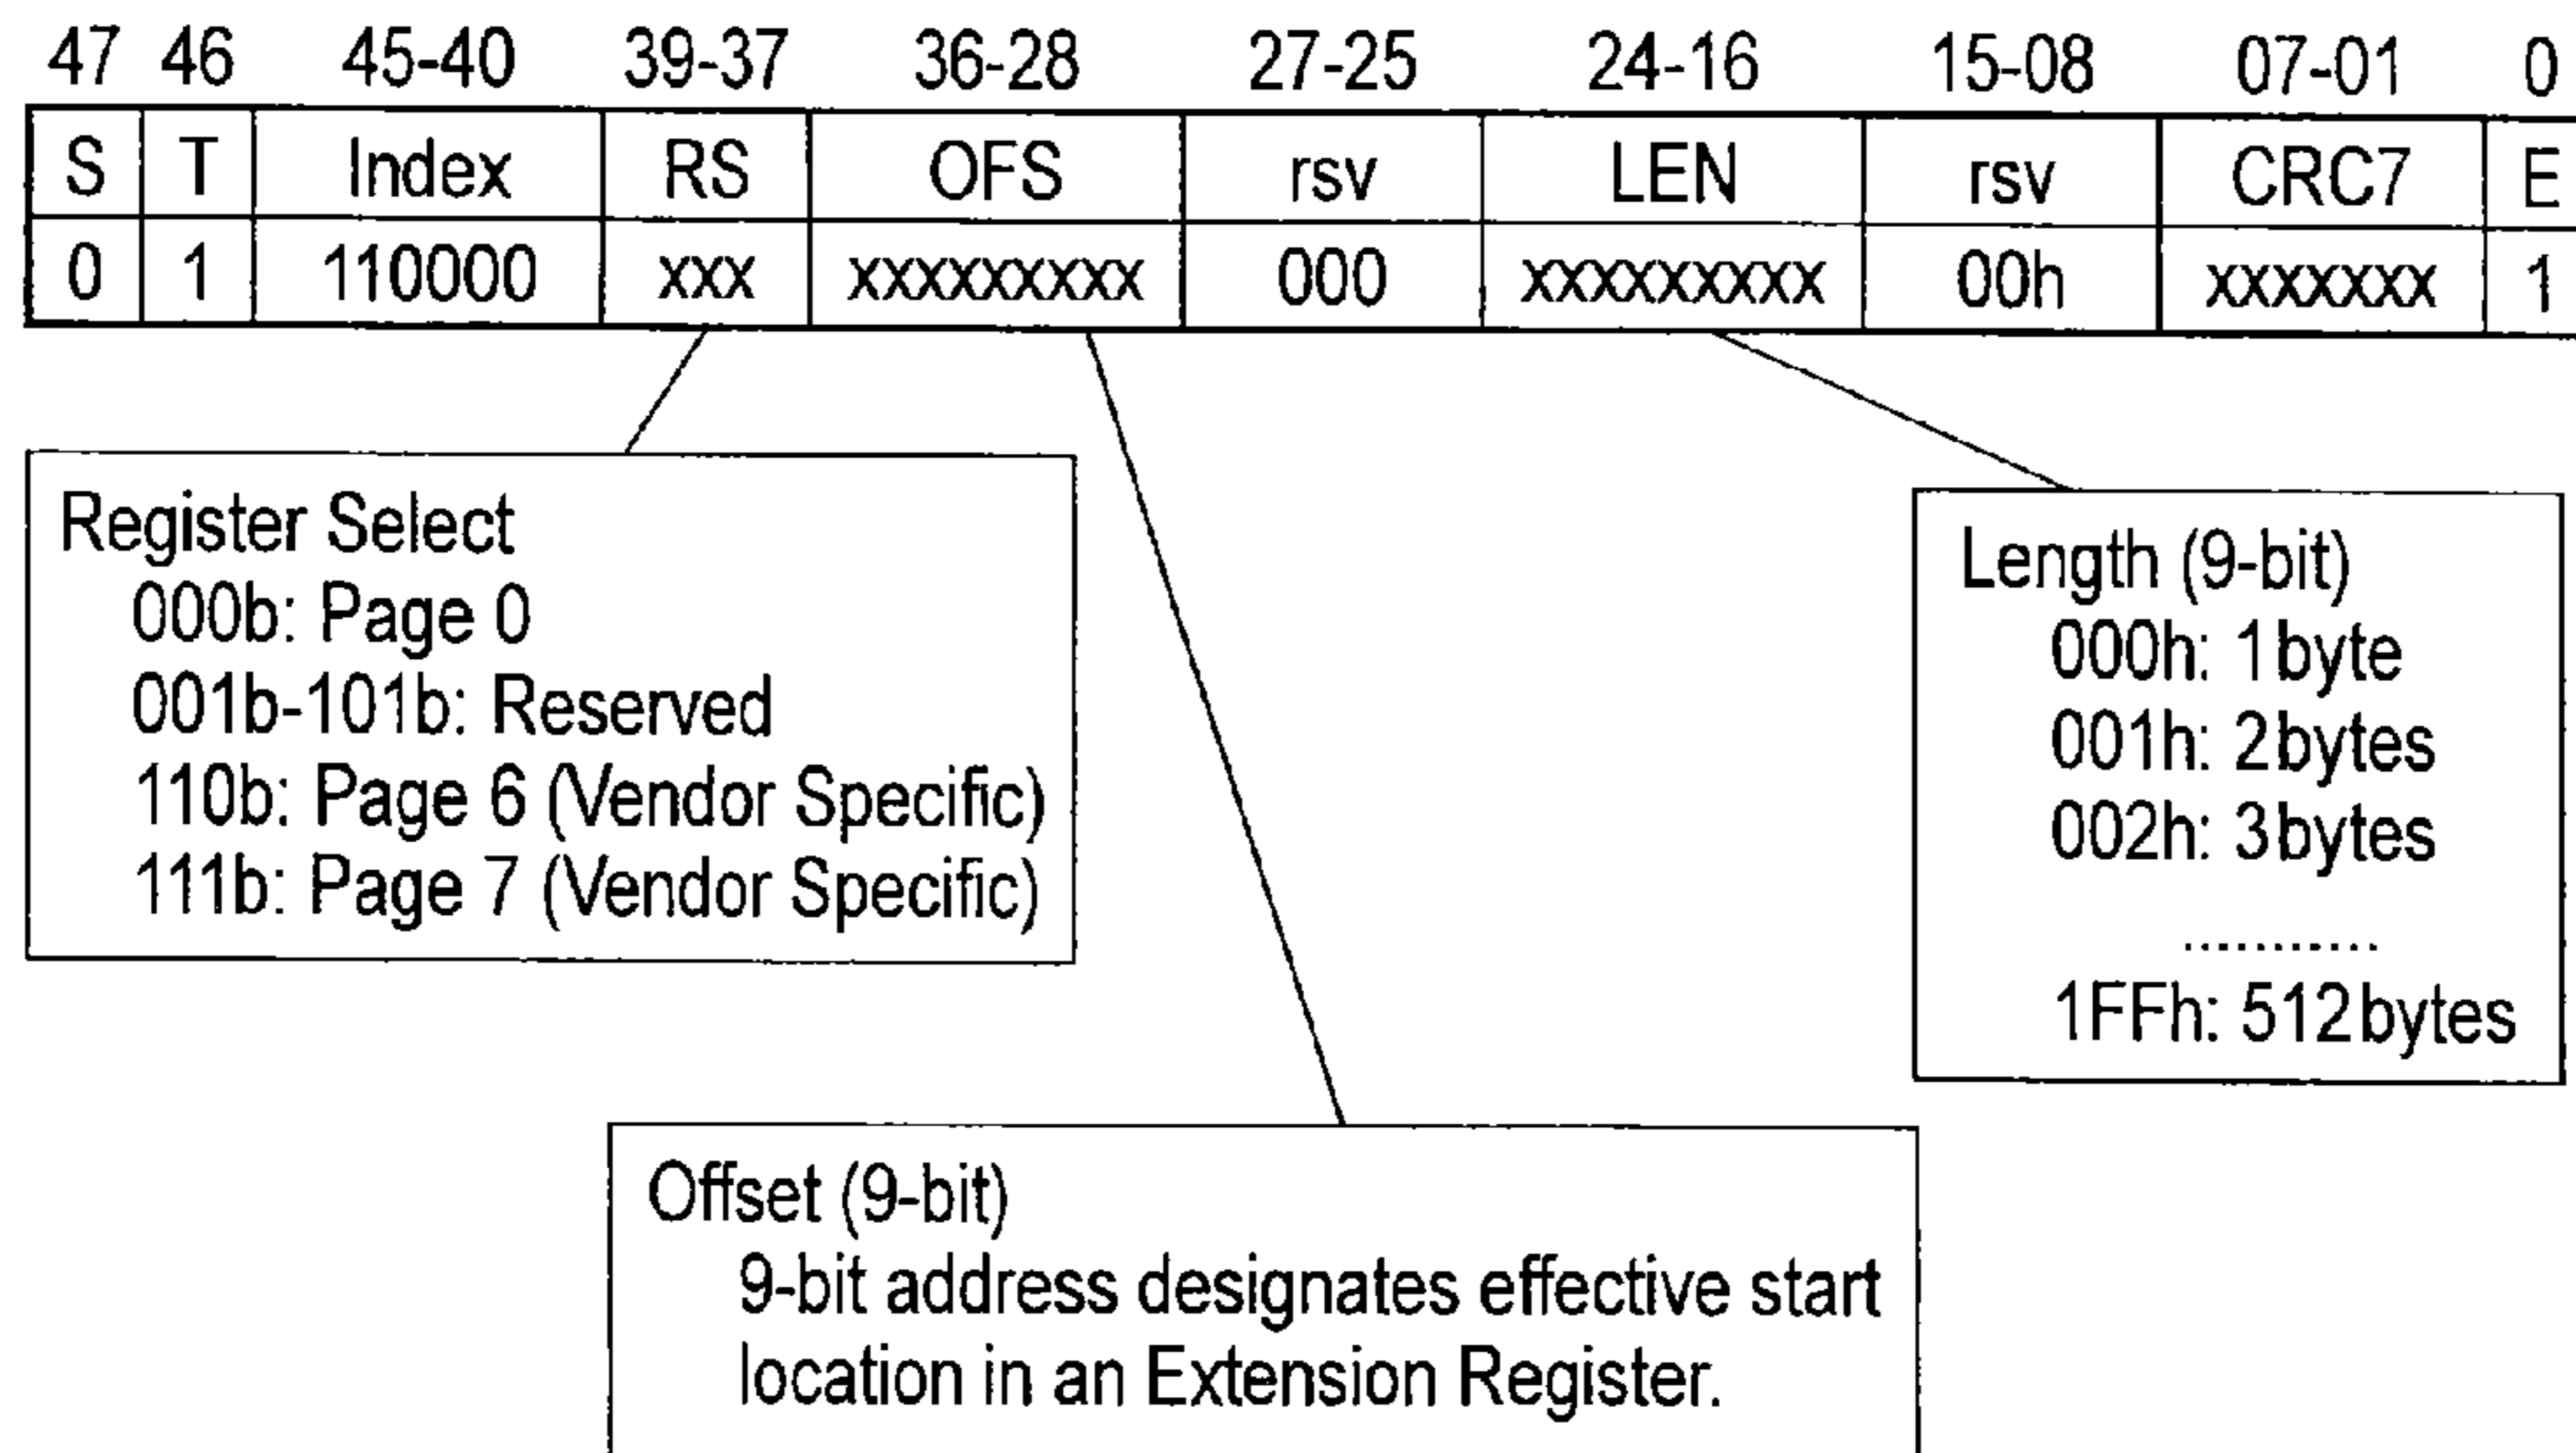 47 46 45-40 39-37 36-28 27-25 24-16 15-08 07-01 0
S T Index RS OFS rsv LEN rsv CRC7 E
0 1 110000 xxx xxxxxxxxx 000 xxxxxxxxx 00h xxxxxxx 1
Register Select
000b: Page 0
001b-101b: Reserved
110b: Page 6 (Vendor Specific)
111b: Page 7 (Vendor Specific)
Length (9-bit)
000h: 1byte
001h: 2bytes
002h: 3bytes
...........
1FFh: 512bytes
Offset (9-bit)
9-bit address designates effective start
location in an Extension Register.